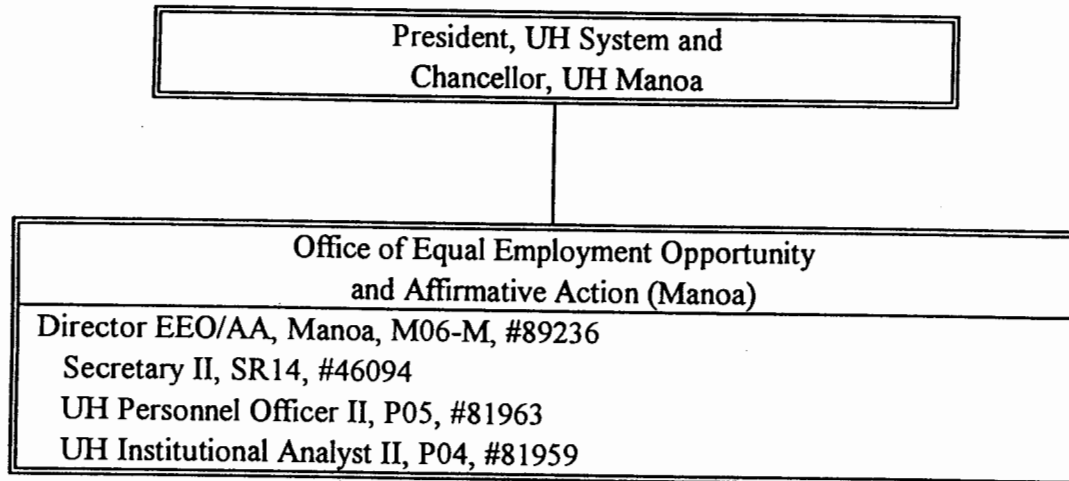 President, UH System and
Chancellor, UH Manoa
Office of Equal Employment Opportunity
and Affirmative Action (Manoa)
Director EEO/AA, Manoa, M06-M, #89236
Secretary II, SR14, #46094
UH Personnel Officer II, P05, #81963
UH Institutional Analyst II, P04, #81959